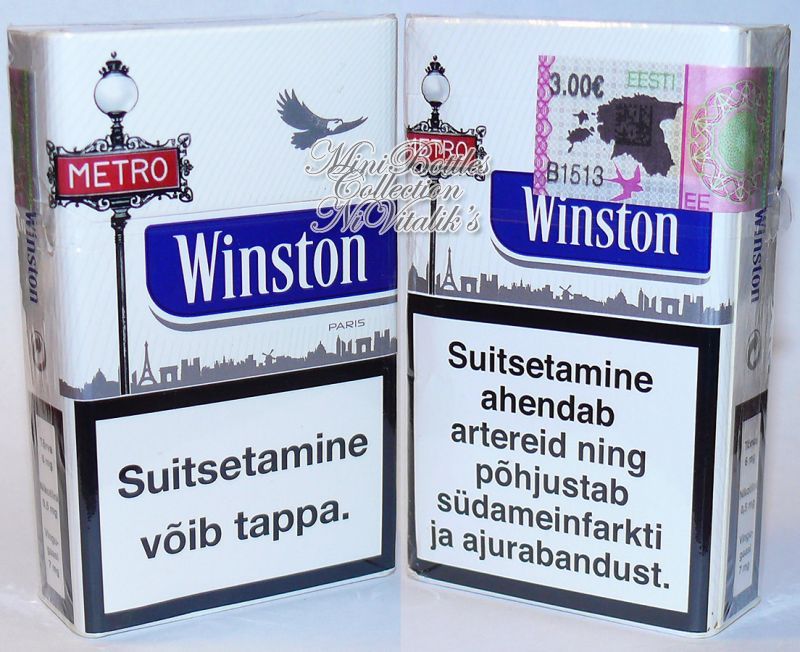 METRO
Winston
PARIS
Suitsetamine
võib tappa.
Winston
MiniBottles
Collection
NiVitalik's
METRO
3.00€
EESTI
B1513
EE
Winston
Suitsetamine
ahendab
artereid ning
põhjustab
südameinfarkti
ja ajurabandust.
Winston